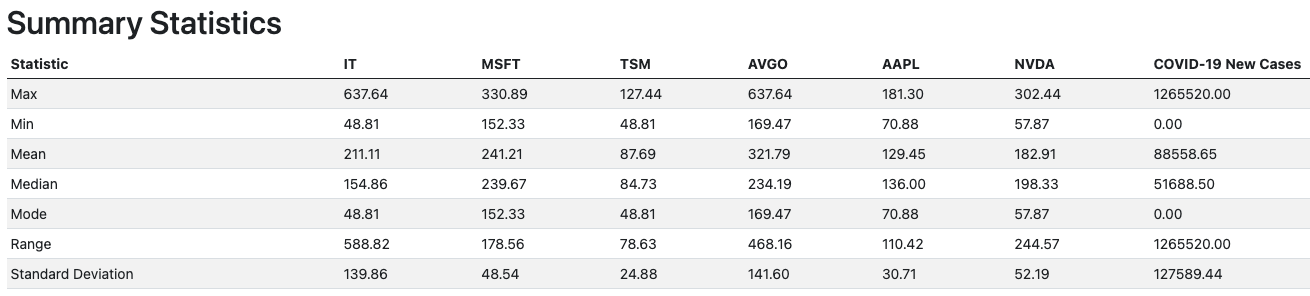 Summary Statistics
Statistic IT MSFT TSM AVGO AAPL NVDA COVID-19 New Cases
Max 637.64 330.89 127.44 637.64 181.30 302.44 1265520.00
Min 48.81 152.33 48.81 169.47 70.88 57.87 0.00
Mean 211.11 241.21 87.69 321.79 129.45 182.91 88558.65
Median 154.86 239.67 84.73 234.19 136.00 198.33 51688.50
Mode 48.81 152.33 48.81 169.47 70.88 57.87 0.00
Range 588.82 178.56 78.63 468.16 110.42 244.57 1265520.00
Standard Deviation 139.86 48.54 24.88 141.60 30.71 52.19 127589.44